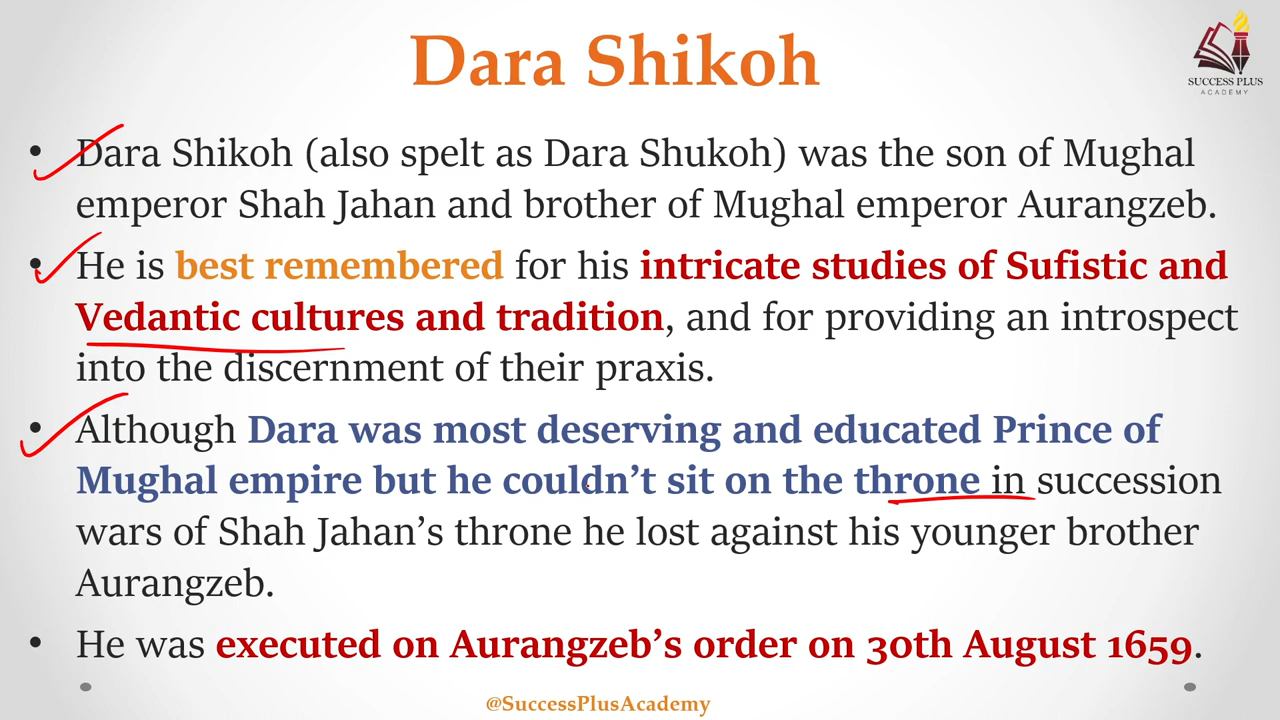 Dara Shikoh
SUCCESS PLUS
ACADEMY
• Dara Shikoh (also spelt as Dara Shukoh) was the son of Mughal
emperor Shah Jahan and brother of Mughal emperor Aurangzeb.
• He is best remembered for his intricate studies of Sufistic and
Vedantic cultures and tradition, and for providing an introspect
into the discernment of their praxis.
• Although Dara was most deserving and educated Prince of
Mughal empire but he couldn’t sit on the throne in succession
wars of Shah Jahan’s throne he lost against his younger brother
Aurangzeb.
• He was executed on Aurangzeb’s order on 30th August 1659.
@SuccessPlusAcademy